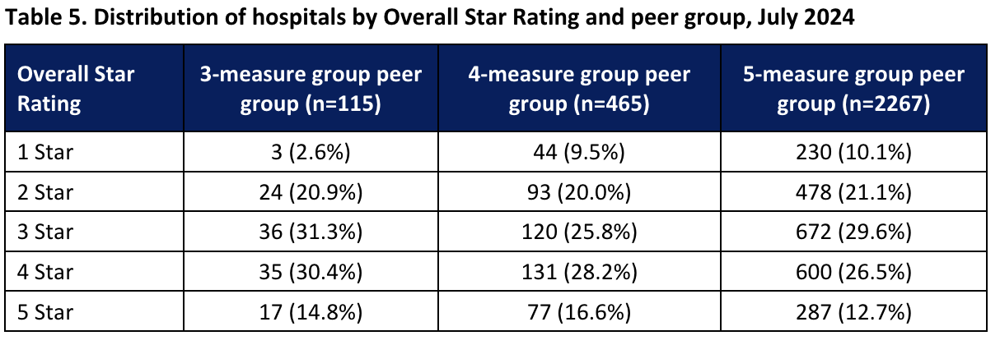 Table 5. Distribution of hospitals by Overall Star Rating and peer group, July 2024
Overall Star Rating 3-measure group peer group (n=115) 4-measure group peer group (n=465) 5-measure group peer group (n=2267)
1 Star 3 (2.6%) 44 (9.5%) 230 (10.1%)
2 Star 24 (20.9%) 93 (20.0%) 478 (21.1%)
3 Star 36 (31.3%) 120 (25.8%) 672 (29.6%)
4 Star 35 (30.4%) 131 (28.2%) 600 (26.5%)
5 Star 17 (14.8%) 77 (16.6%) 287 (12.7%)